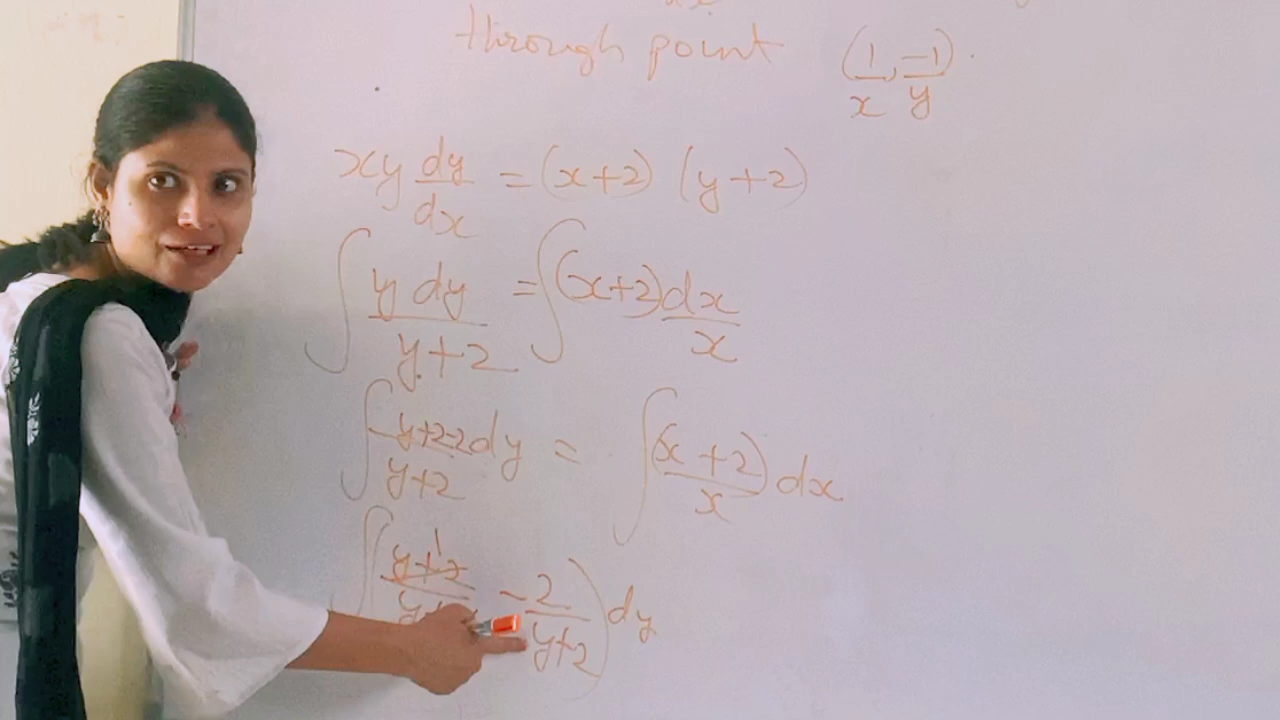 through point (1/x, -1/y).
xy dy/dx = (x+2) (y+2)
∫ y dy/y+2 = ∫ (x+2) dx/x
∫ y+2-2/y+2 dy = ∫ (x+2)/x dx
∫ y+2/y+2 1 - 2/y+2) dy